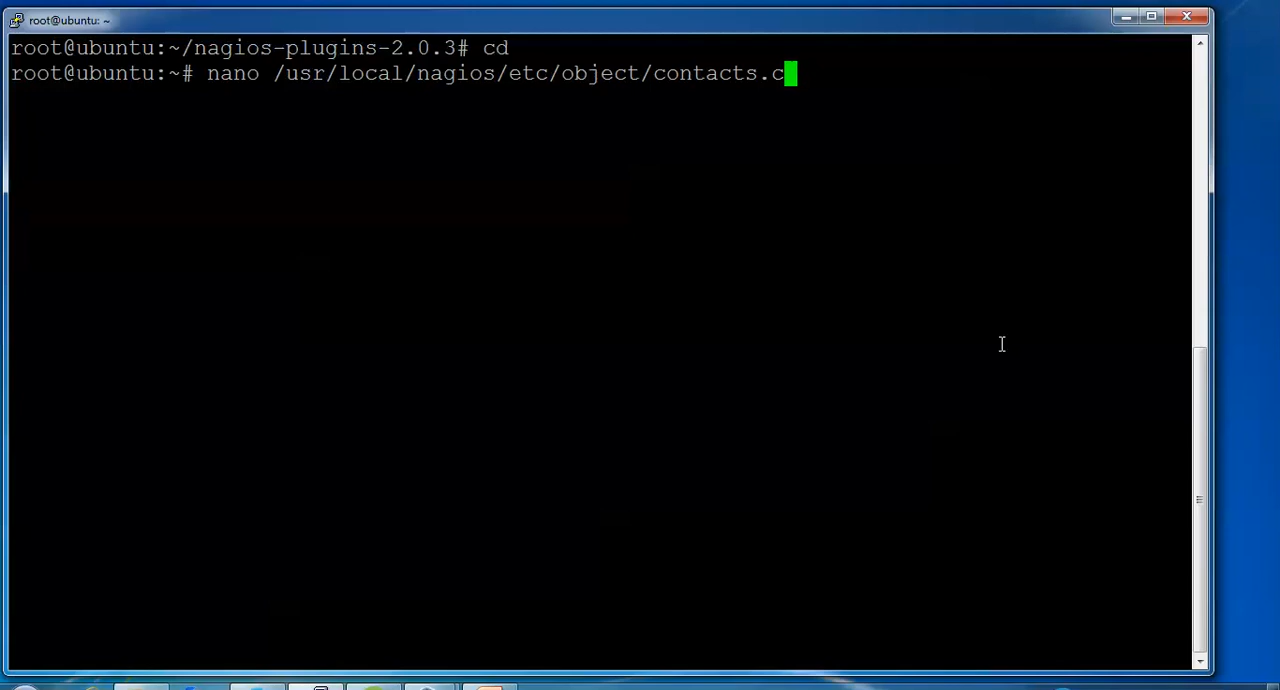 root@ubuntu: ~
root@ubuntu:~/nagios-plugins-2.0.3# cd
root@ubuntu:~# nano /usr/local/nagios/etc/object/contacts.c